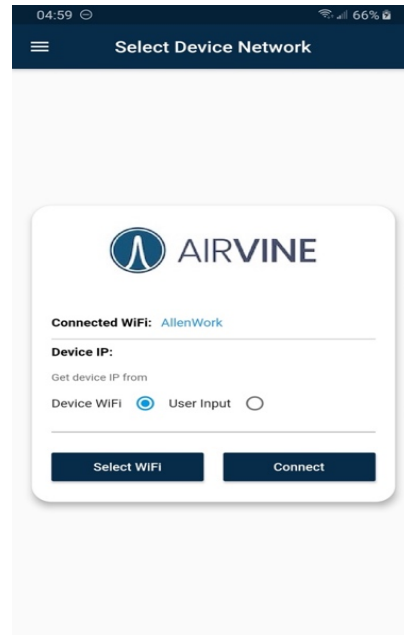 04:59 66%
Select Device Network
AIRVINE
Connected WiFi: AllenWork
Device IP:
Get device IP from
Device WiFi User Input
Select WiFi Connect